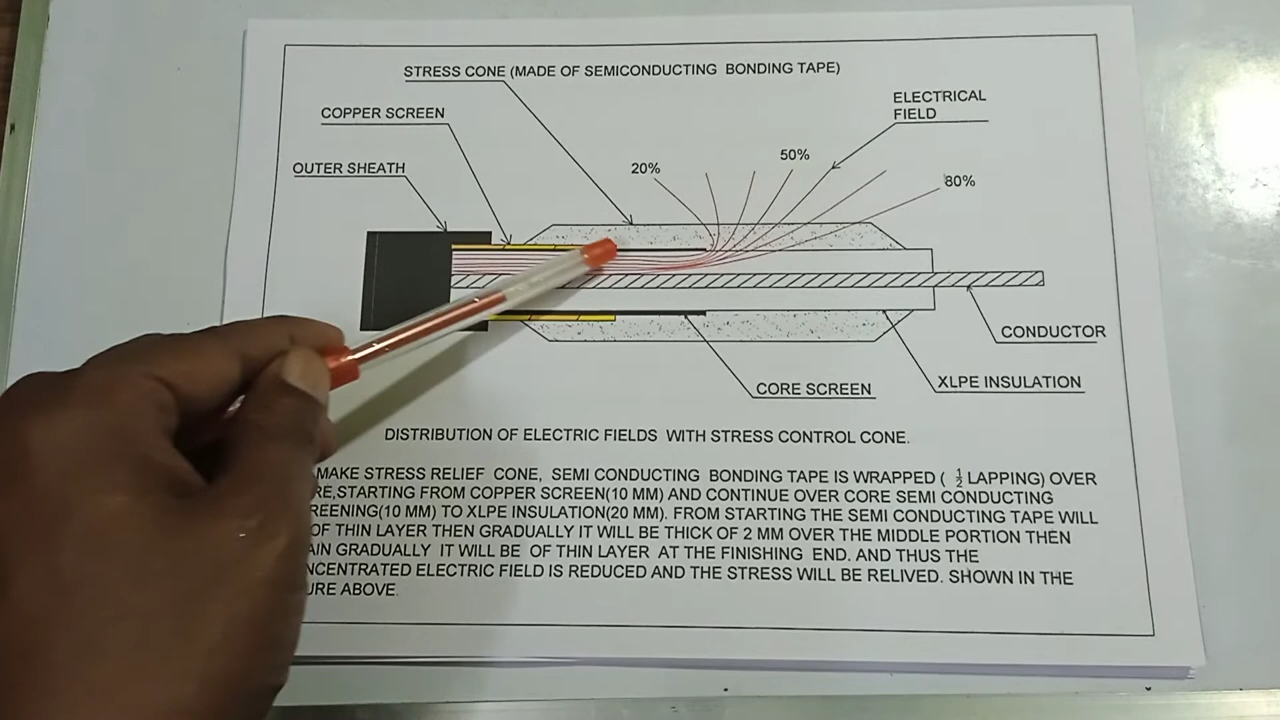 STRESS CONE (MADE OF SEMICONDUCTING BONDING TAPE)
ELECTRICAL
FIELD
COPPER SCREEN
OUTER SHEATH
20%
50%
80%
CONDUCTOR
CORE SCREEN
XLPE INSULATION
DISTRIBUTION OF ELECTRIC FIELDS WITH STRESS CONTROL CONE.
MAKE STRESS RELIEF CONE, SEMI CONDUCTING BONDING TAPE IS WRAPPED ( ½ LAPPING) OVER
RE,STARTING FROM COPPER SCREEN(10 MM) AND CONTINUE OVER CORE SEMI CONDUCTING
REENING(10 MM) TO XLPE INSULATION(20 MM). FROM STARTING THE SEMI CONDUCTING TAPE WILL
OF THIN LAYER THEN GRADUALLY IT WILL BE THICK OF 2 MM OVER THE MIDDLE PORTION THEN
AIN GRADUALLY IT WILL BE OF THIN LAYER AT THE FINISHING END. AND THUS THE
NCENTRATED ELECTRIC FIELD IS REDUCED AND THE STRESS WILL BE RELIVED. SHOWN IN THE
URE ABOVE.